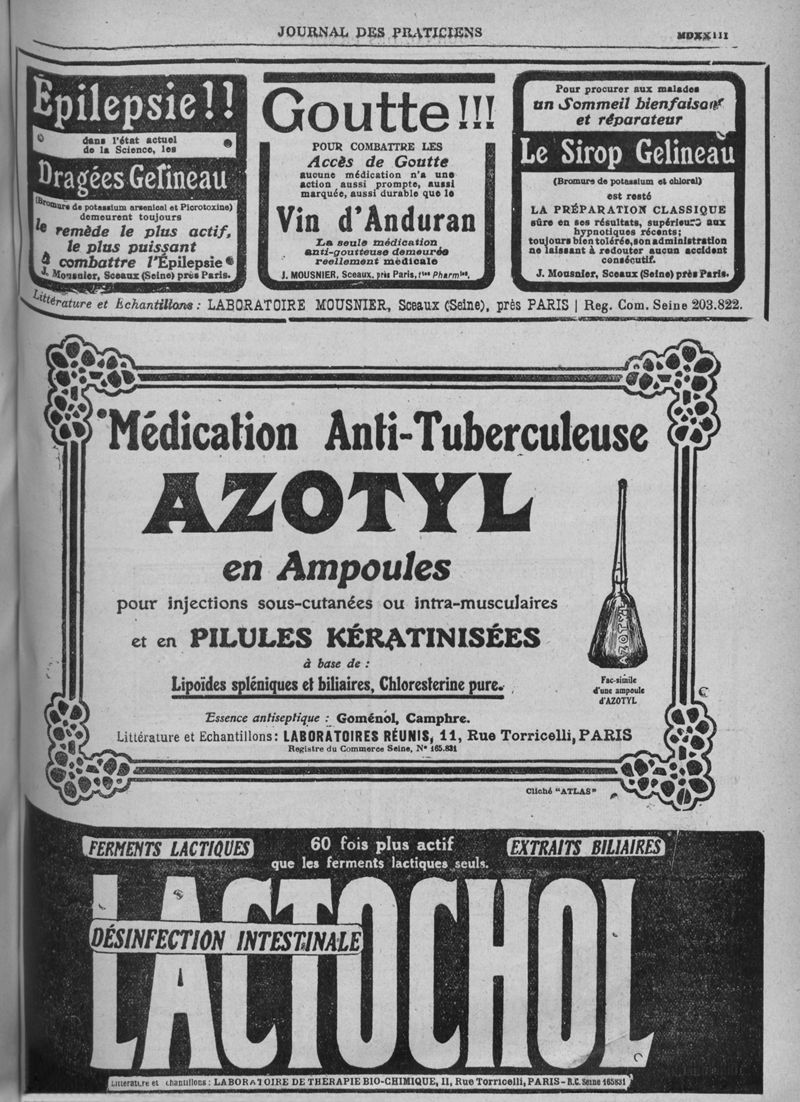 JOURNAL DES PRATICIENS
MDXXIII
Épilepsie!!
dans l'état actuel
de la Science, les
Dragées Gelineau
(Bromure de potassium arsenical et Picrotoxine)
demeurent toujours
le remède le plus actif,
le plus puissant
à combattre l'Épilepsie
J. Mousnier, Sceaux (Seine) près Paris.
Goutte!!!
POUR COMBATTRE LES
Accès de Goutte
aucune médication n'a une
action aussi prompte, aussi
marquée, aussi durable que le
Vin d'Anduran
La seule médication
anti-goutteuse demeurée
réellement médicale
J. MOUSNIER, Sceaux, près Paris, ttes Pharmies.
Pour procurer aux malades
un Sommeil bienfaisant
et réparateur
Le Sirop Gelineau
(Bromure de potassium et chloral)
est resté
LA PRÉPARATION CLASSIQUE
sûre en ses résultats, supérieure aux
hypnotiques récents;
toujours bien tolérée, son administration
ne laissant à redouter aucun accident
consécutif.
J. Mousnier, Sceaux (Seine) près Paris.
Littérature et Échantillons : LABORATOIRE MOUSNIER, Sceaux (Seine), près PARIS | Reg. Com. Seine 203.822.
Médication Anti-Tuberculeuse
AZOTYL
en Ampoules
pour injections sous-cutanées ou intra-musculaires
et en PILULES KÉRATINISÉES
à base de :
Lipoïdes spléniques et biliaires, Chloresterine pure.
AZOTYL
Fac-simile
d'une ampoule
d'AZOTYL
Essence antiseptique : Goménol, Camphre.
Littérature et Echantillons : LABORATOIRES RÉUNIS, 11, Rue Torricelli, PARIS
Registre du Commerce Seine, N° 165.831
Cliché "ATLAS"
FERMENTS LACTIQUES
60 fois plus actif
que les ferments lactiques seuls.
EXTRAITS BILIAIRES
LACTOCHOL
DÉSINFECTION INTESTINALE
Littérature et chantillons : LABORATOIRE DE THERAPIE BIO-CHIMIQUE, 11, Rue Torricelli, PARIS - R.C. Seine 165831